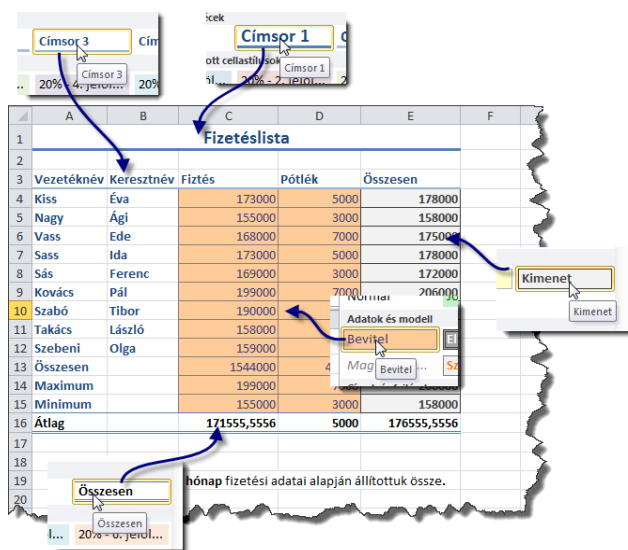 écek
Címsor 3
Cím
Címsor 3
20% - 4. jelöl...
20%
Címsor 1
ott cellastílusok
Címsor 1
20% - 2. jelöl...
A B C D E F
1 Fizetéslista
2
3 Vezetéknév Keresztnév Fiztés Pótlék Összesen
4 Kiss Éva 173000 5000 178000
5 Nagy Ági 155000 3000 158000
6 Vass Ede 168000 7000 175000
7 Sass Ida 173000 5000 178000
8 Sás Ferenc 169000 3000 172000
9 Kovács Pál 199000 7000 206000
10 Szabó Tibor 190000
11 Takács László 158000
12 Szebeni Olga 159000
13 Összesen 1544000
14 Maximum 199000
15 Minimum 155000 3000 158000
16 Átlag 171555,5556 5000 176555,5556
17
18
19 hónap fizetési adatai alapján állítottuk össze.
20
Kimenet
Kimenet
Normál
Adatok és modell
Bevitel
Bevitel
Összesen
Összesen
20% - 6. jelöl...